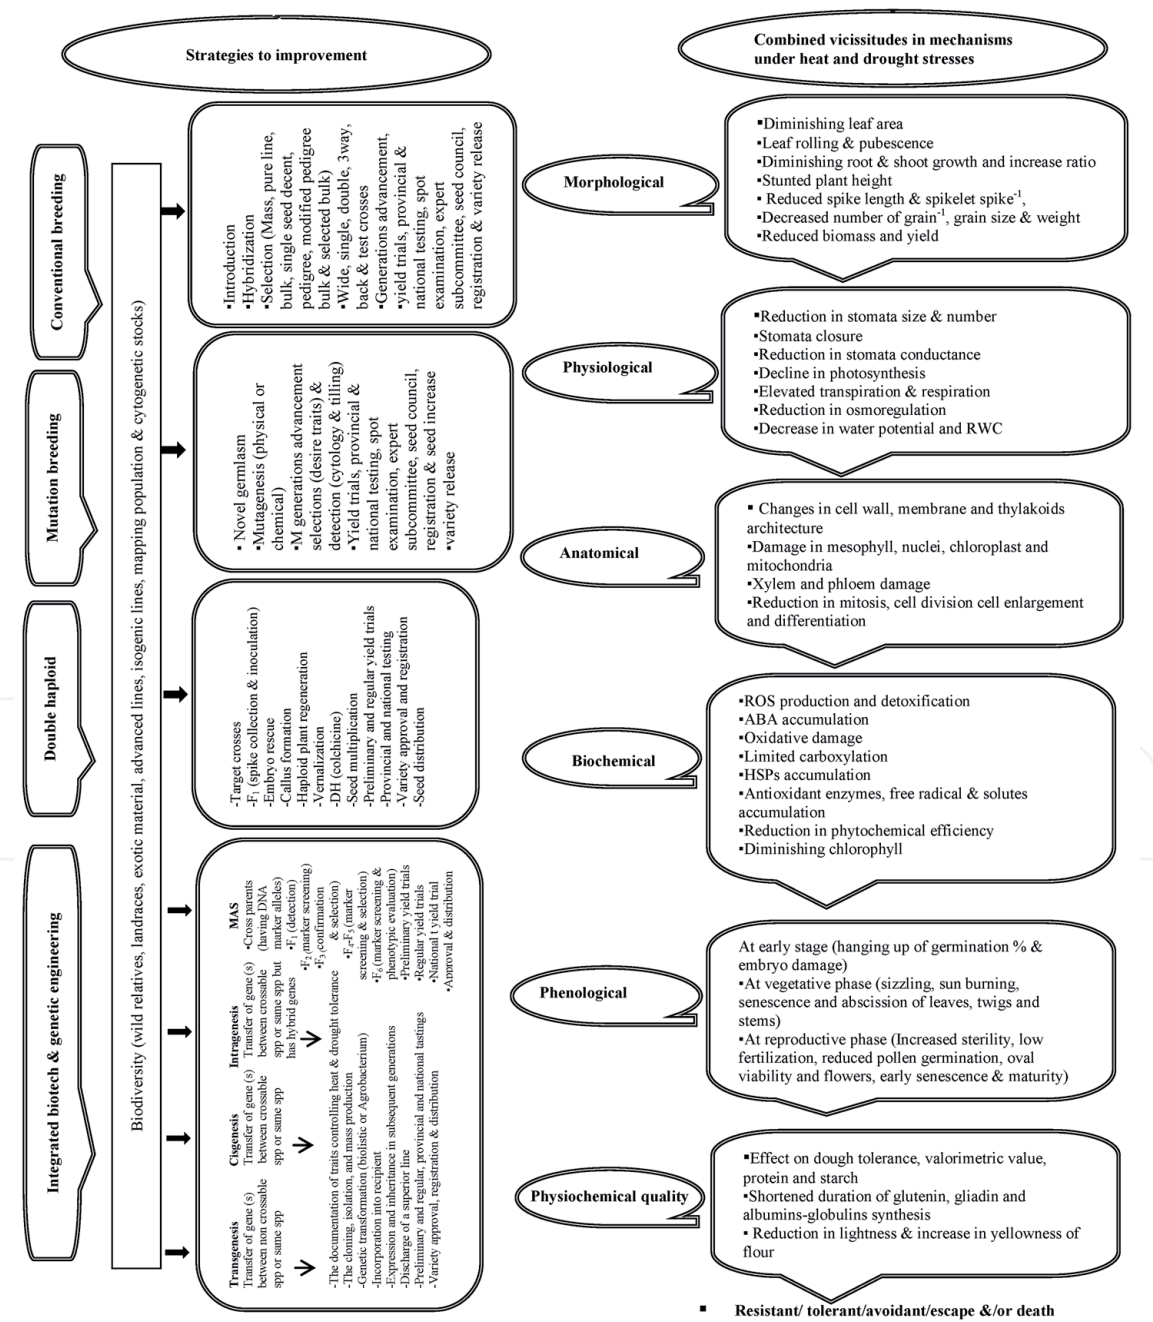 Strategies to improvement
Conventional breeding
Mutation breeding
Double haploid
Integrated biotech & genetic engineering
Biodiversity (wild relatives, landraces, exotic material, advanced lines, isogenic lines, mapping population & cytogenetic stocks)
▪Introduction
▪Hybridization
▪Selection (Mass, pure line,
bulk, single seed decent,
pedigree, modified pedigree
bulk & selected bulk)
▪Wide, single, double, 3way,
back & test crosses
▪Generations advancement,
▪yield trials, provincial &
national testing, spot
examination, expert
subcommittee, seed council,
registration & variety release
▪ Novel germlasm
▪Mutagenesis (physical or
chemical)
▪M generations advancement
selections (desire traits) &
detection (cytology & tilling)
▪Yield trials, provincial &
national testing, spot
examination, expert
subcommittee, seed council,
registration & seed increase
▪variety release
-Target crosses
-F₁ (spike collection & inoculation)
-Embryo rescue
-Callus formation
-Haploid plant regeneration
-Vernalization
-DH (colchicine)
-Seed multiplication
-Preliminary and regular yield trials
-Provincial and national testing
-Variety approval and registration
-Seed distribution
MAS
▪Cross parents
(having DNA
marker alleles)
▪F₁ (detection)
▪F₂ (marker screening)
▪F₃ (confirmation
& selection)
▪F₄-F₅ (marker
screening & selection)
▪F₆ (marker screening &
phenotypic evaluation)
▪Preliminary yield trials
▪Regular yield trials
▪National t yield trial
▪Approval & distribution
Intragenesis
Transfer of gene (s)
between crossable
spp or same spp but
has hybrid genes
Cisgenesis
Transfer of gene (s)
between crossable
spp or same spp
Transgenesis
Transfer of gene (s)
between non crossable
spp or same spp
-The documentation of traits controlling heat & drought tolerance
-The cloning, isolation, and mass production
-Genetic transformation (biolistic or Agrobacterium)
-Incorporation into recipient
-Expression and inheritance in subsequent generations
-Discharge of a superior line
-Preliminary and regular, provincial and national tastings
-Variety approval, registration & distribution
Combined vicissitudes in mechanisms
under heat and drought stresses
Morphological
▪Diminishing leaf area
▪Leaf rolling & pubescence
▪Diminishing root & shoot growth and increase ratio
▪Stunted plant height
▪ Reduced spike length & spikelet spike⁻¹,
▪Decreased number of grain⁻¹, grain size & weight
▪Reduced biomass and yield
Physiological
▪Reduction in stomata size & number
▪Stomata closure
▪Reduction in stomata conductance
▪Decline in photosynthesis
▪Elevated transpiration & respiration
▪Reduction in osmoregulation
▪Decrease in water potential and RWC
Anatomical
▪ Changes in cell wall, membrane and thylakoids
architecture
▪Damage in mesophyll, nuclei, chloroplast and
mitochondria
▪Xylem and phloem damage
▪Reduction in mitosis, cell division cell enlargement
and differentiation
Biochemical
▪ROS production and detoxification
▪ABA accumulation
▪Oxidative damage
▪Limited carboxylation
▪HSPs accumulation
▪Antioxidant enzymes, free radical & solutes
accumulation
▪Reduction in phytochemical efficiency
▪Diminishing chlorophyll
Phenological
At early stage (hanging up of germination % &
embryo damage)
▪At vegetative phase (sizzling, sun burning,
senescence and abscission of leaves, twigs and
stems)
▪At reproductive phase (Increased sterility, low
fertilization, reduced pollen germination, oval
viability and flowers, early senescence & maturity)
Physiochemical quality
▪Effect on dough tolerance, valorimetric value,
protein and starch
▪Shortened duration of glutenin, gliadin and
albumins-globulins synthesis
▪ Reduction in lightness & increase in yellowness of
flour
▪ Resistant/ tolerant/avoidant/escape &/or death